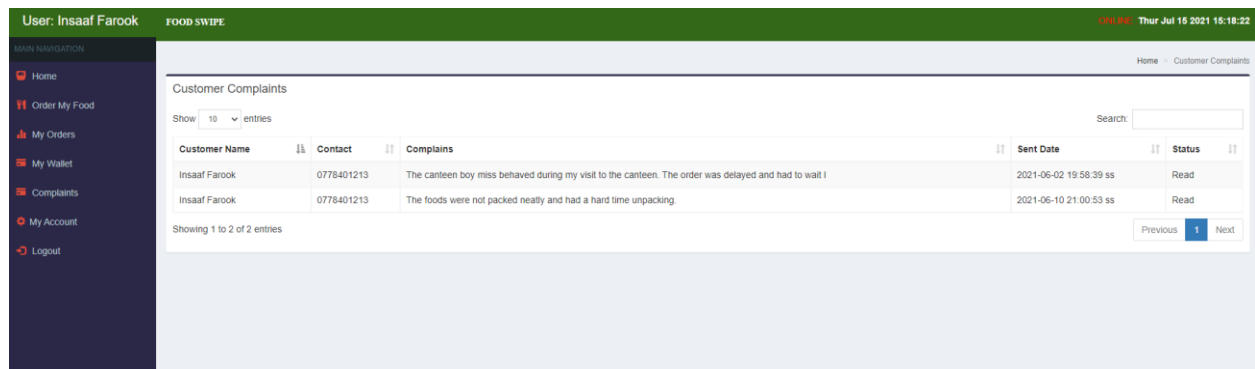 User: Insaaf Farook FOOD SWIPE ONLINE Thur Jul 15 2021 15:18:22
MAIN NAVIGATION
Home > Customer Complaints
Home
Order My Food
My Orders
My Wallet
Complaints
My Account
Logout
Customer Complaints
Show 10 entries Search:
Customer Name Contact Complains Sent Date Status
Insaaf Farook 0778401213 The canteen boy miss behaved during my visit to the canteen. The order was delayed and had to wait l 2021-06-02 19:58:39 ss Read
Insaaf Farook 0778401213 The foods were not packed neatly and had a hard time unpacking. 2021-06-10 21:00:53 ss Read
Showing 1 to 2 of 2 entries Previous 1 Next